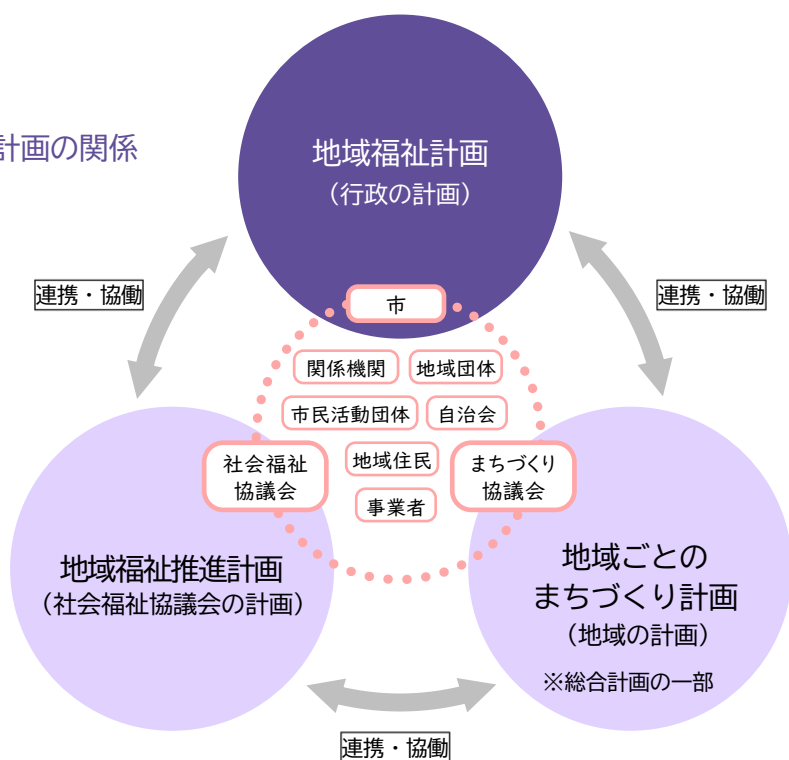 計画の関係
地域福祉計画
（行政の計画）
連携・協働
連携・協働
市
関係機関
地域団体
市民活動団体
自治会
社会福祉
協議会
地域住民
まちづくり
協議会
事業者
地域福祉推進計画
（社会福祉協議会の計画）
地域ごとの
まちづくり計画
（地域の計画）
※総合計画の一部
連携・協働